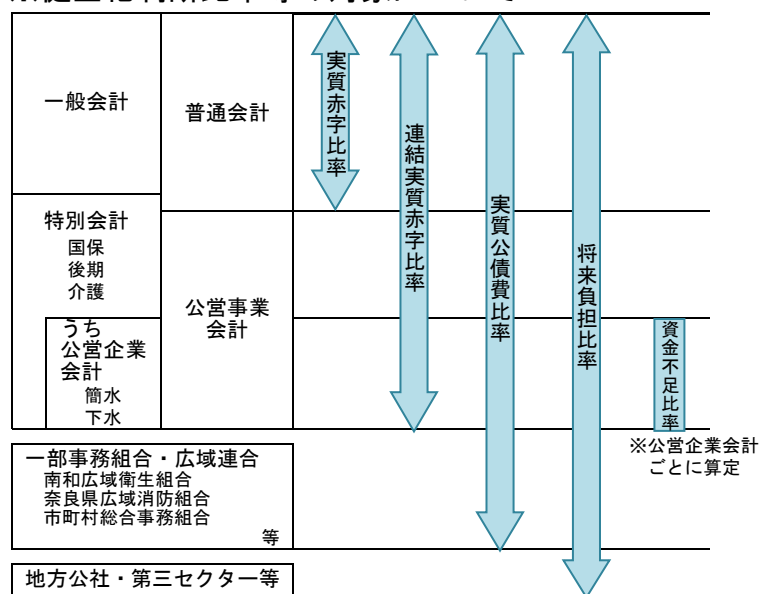 一般会計
普通会計
実質赤字比率
連結実質赤字比率
実質公債費比率
将来負担比率
特別会計
国保
後期
介護
公営事業
会計
うち
公営企業
会計
簡水
下水
資金不足比率
※公営企業会計
ごとに算定
一部事務組合・広域連合
南和広域衛生組合
奈良県広域消防組合
市町村総合事務組合
等
地方公社・第三セクター等